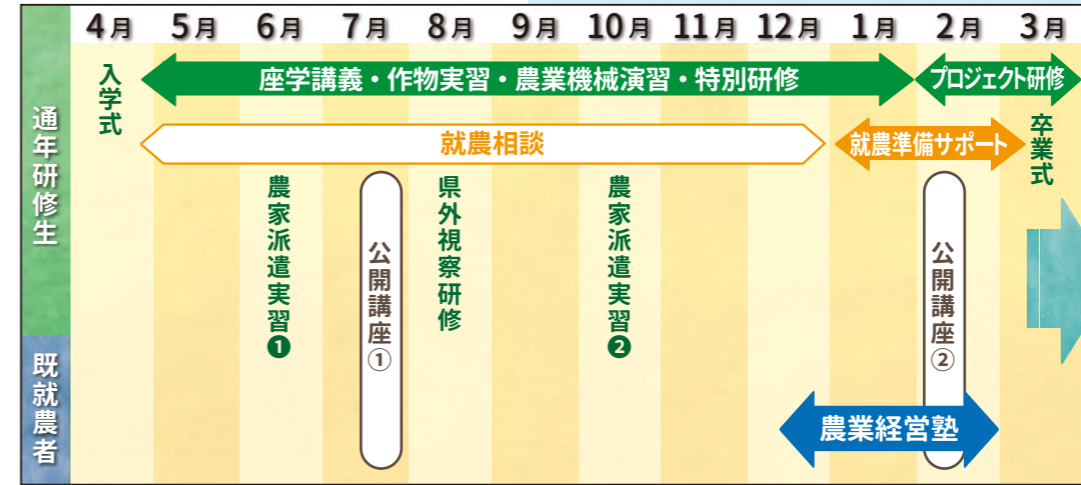 4月 5月 6月 7月 8月 9月 10月 11月 12月 1月 2月 3月
通年研修生
入学式
座学講義・作物実習・農業機械演習・特別研修
プロジェクト研修
就農相談
就農準備サポート
卒業式
農家派遣実習❶
公開講座①
県外視察研修
農家派遣実習❷
公開講座②
既就農者
農業経営塾